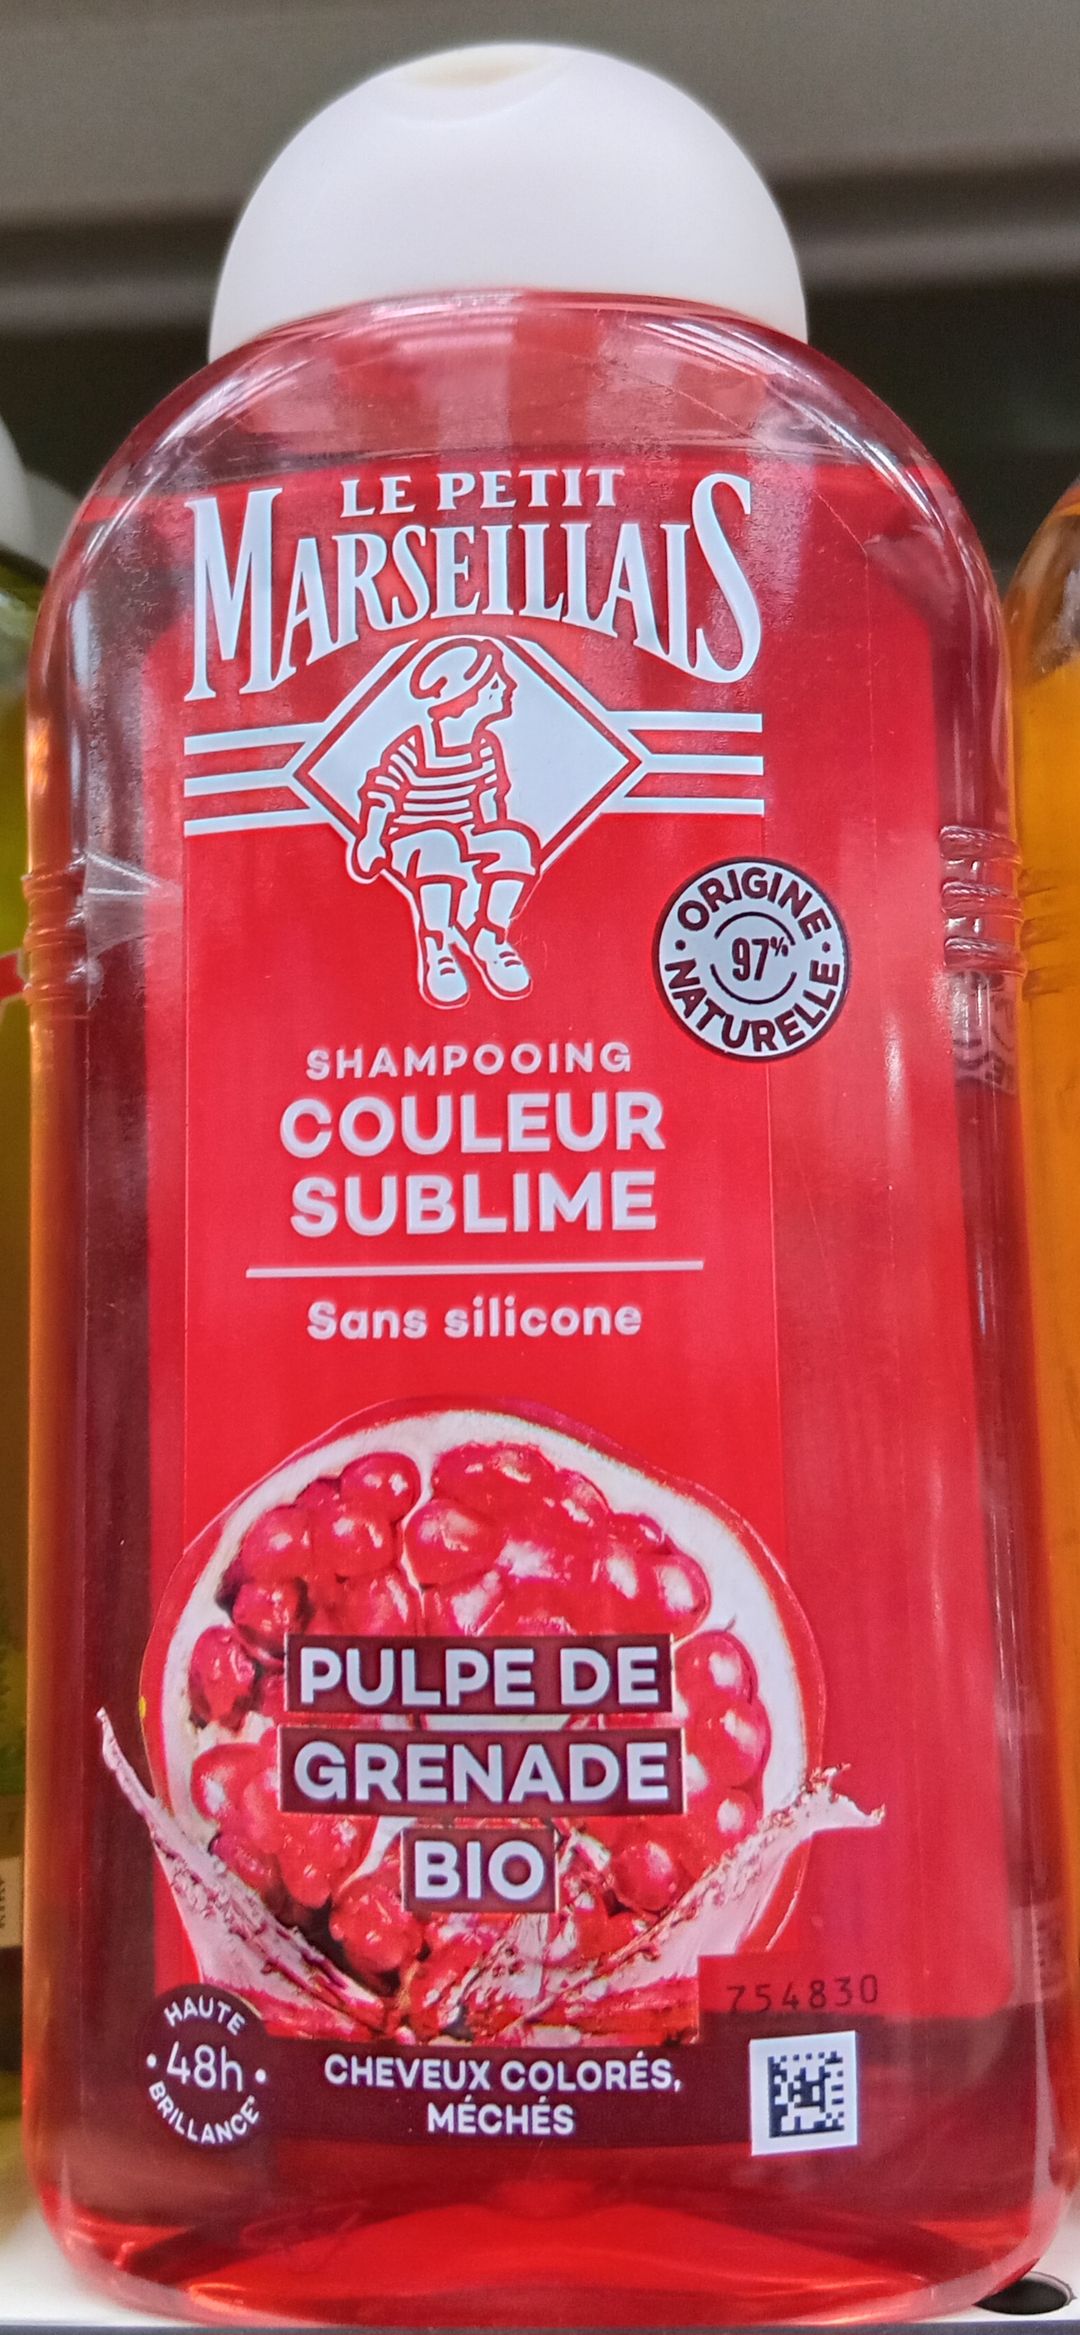 LE PETIT
MARSEILLAIS
ORIGINE
97%
NATURELLE
SHAMPOOING
COULEUR
SUBLIME
Sans silicone
PULPE DE
GRENADE
BIO
754830
HAUTE
48h
BRILLANCE
CHEVEUX COLORÉS,
MÉCHÉS